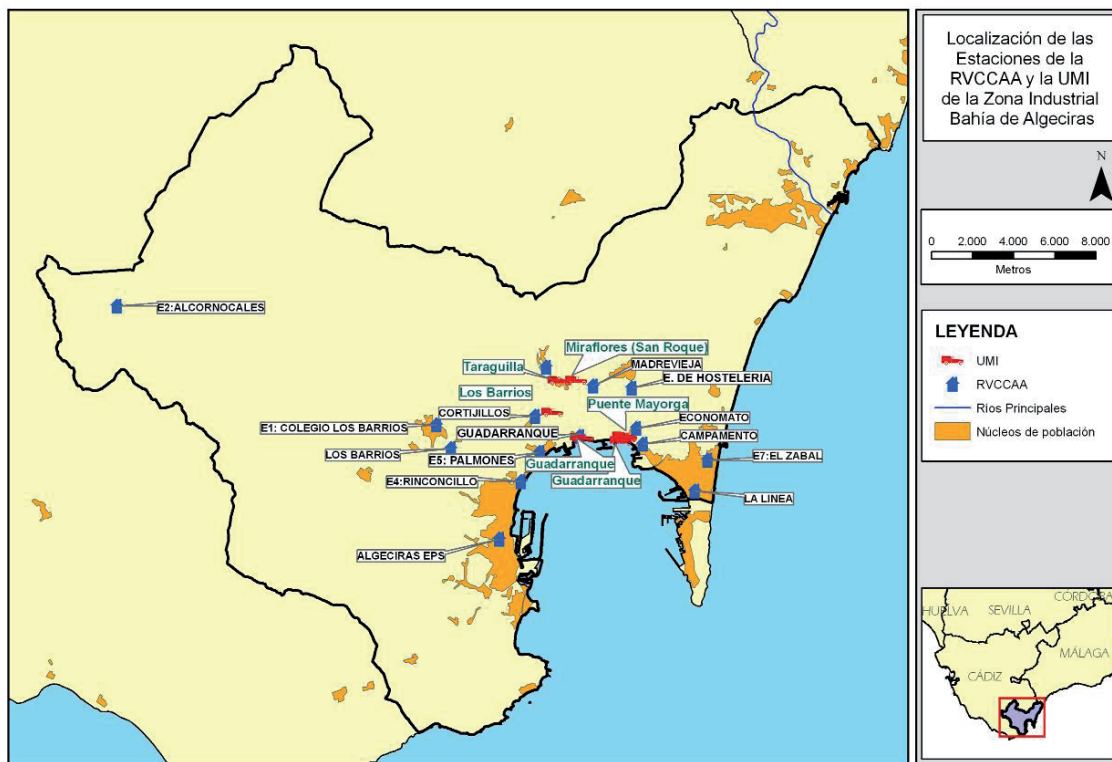 Localización de las
Estaciones de la
RVCCAA y la UMI
de la Zona Industrial
Bahía de Algeciras
N
0 2.000 4.000 6.000 8.000
Metros
LEYENDA
UMI
RVCCAA
Ríos Principales
Núcleos de población
HUELVA
SEVILLA
CÓRDOBA
MÁLAGA
CÁDIZ
E2:ALCORNOCALES
Miraflores (San Roque)
Taraguilla
MADREVIEJA
E. DE HOSTELERIA
Los Barrios
Puente Mayorga
CORTIJILLOS
ECONOMATO
E1: COLEGIO LOS BARRIOS
GUADARRANQUE
CAMPAMENTO
LOS BARRIOS
E5: PALMONES
E7:EL ZABAL
Guadarranque
Guadarranque
E4:RINCONCILLO
LA LINEA
ALGECIRAS EPS